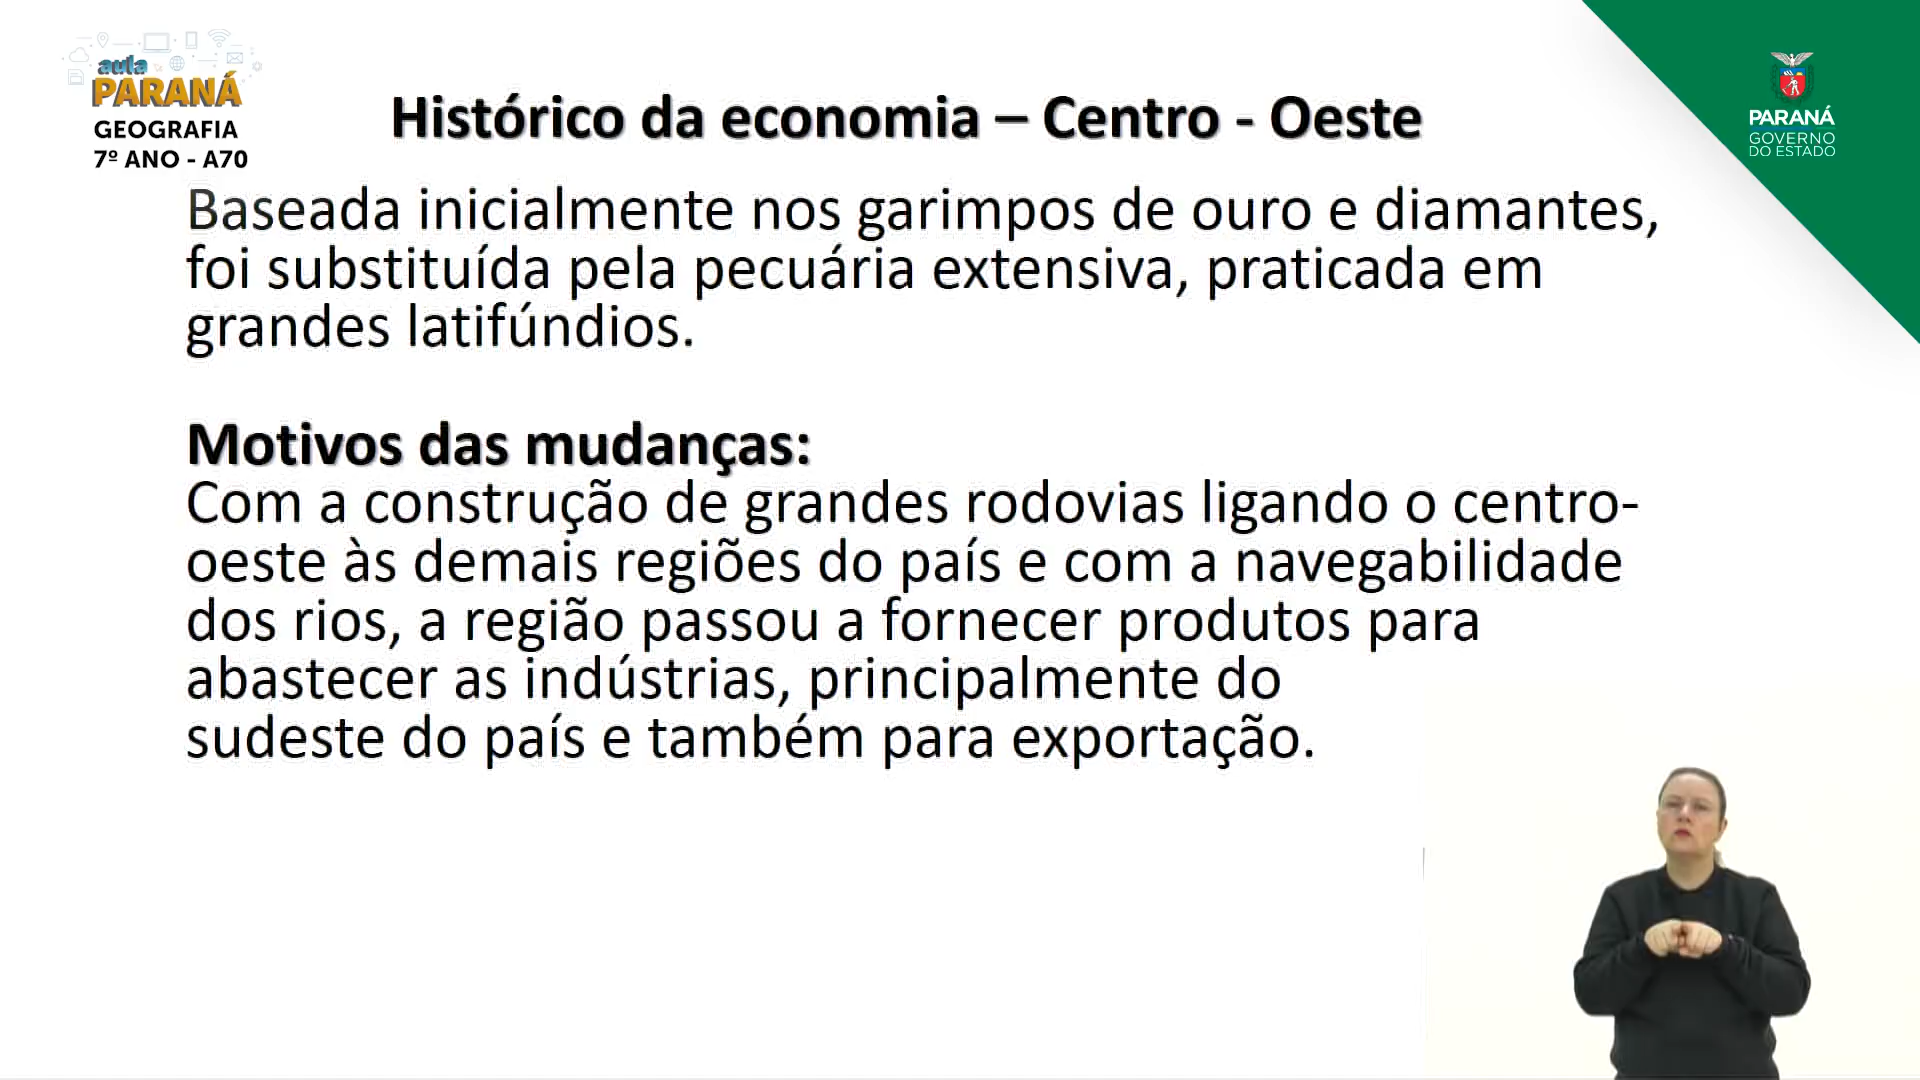 aula
PARANÁ
GEOGRAFIA
7º ANO - A70
Histórico da economia – Centro - Oeste
PARANÁ
GOVERNO
DO ESTADO
Baseada inicialmente nos garimpos de ouro e diamantes,
foi substituída pela pecuária extensiva, praticada em
grandes latifúndios.
Motivos das mudanças:
Com a construção de grandes rodovias ligando o centro-
oeste às demais regiões do país e com a navegabilidade
dos rios, a região passou a fornecer produtos para
abastecer as indústrias, principalmente do
sudeste do país e também para exportação.